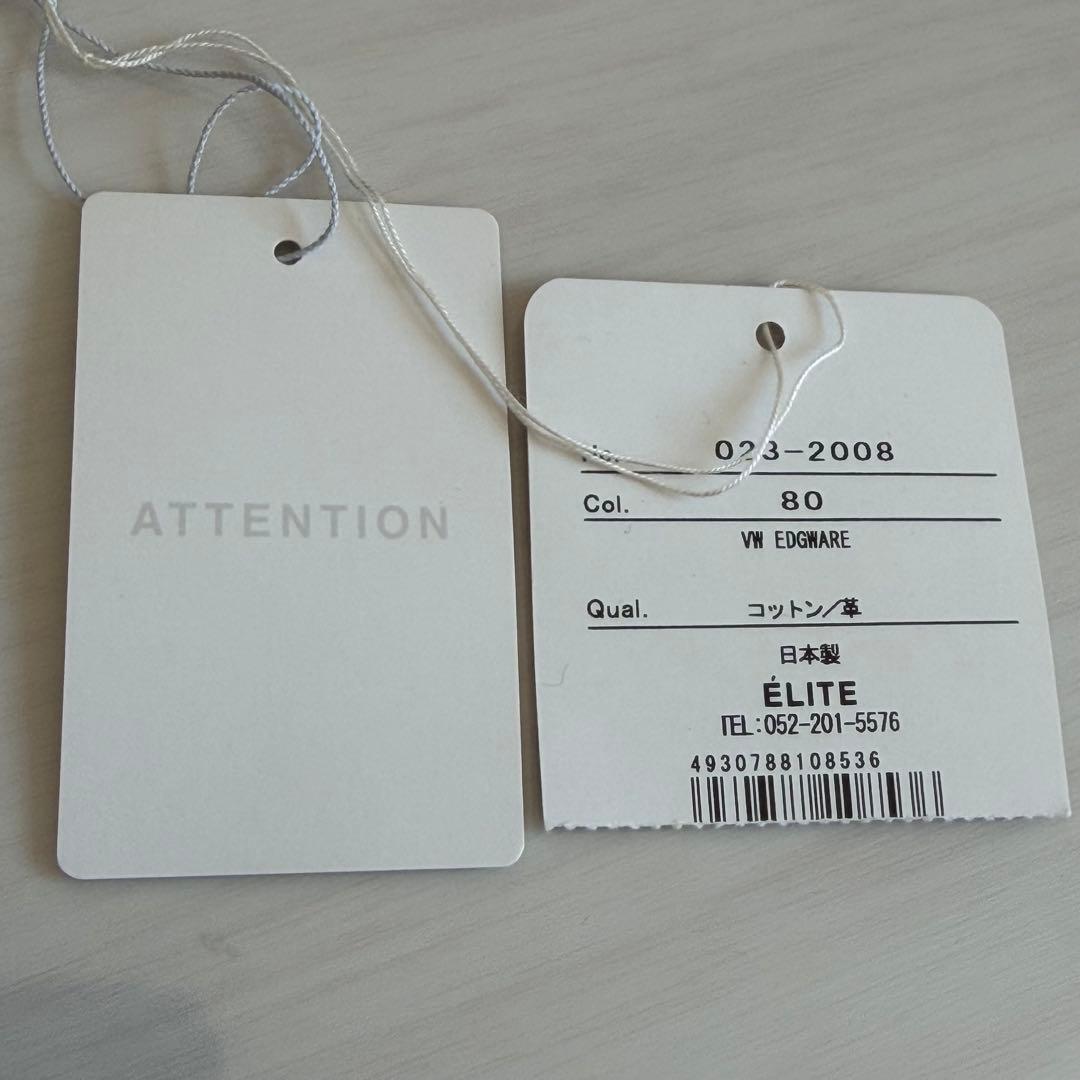 ATTENTION
No. 023-2008
Col. 80
VW EDGWARE
Qual. コットン/革
日本製
ÉLITE
TEL:052-201-5576
4930788108536